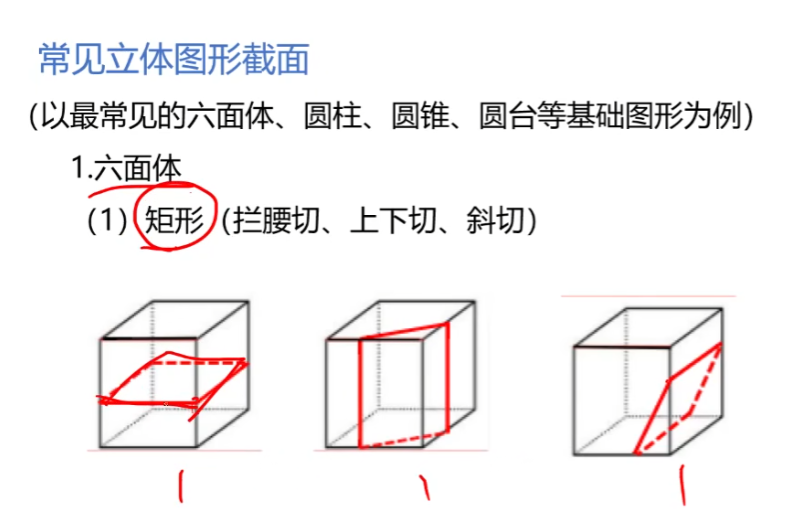 常见立体图形截面
(以最常见的六面体、圆柱、圆锥、圆台等基础图形为例)
1.六面体
（1）矩形（拦腰切、上下切、斜切）